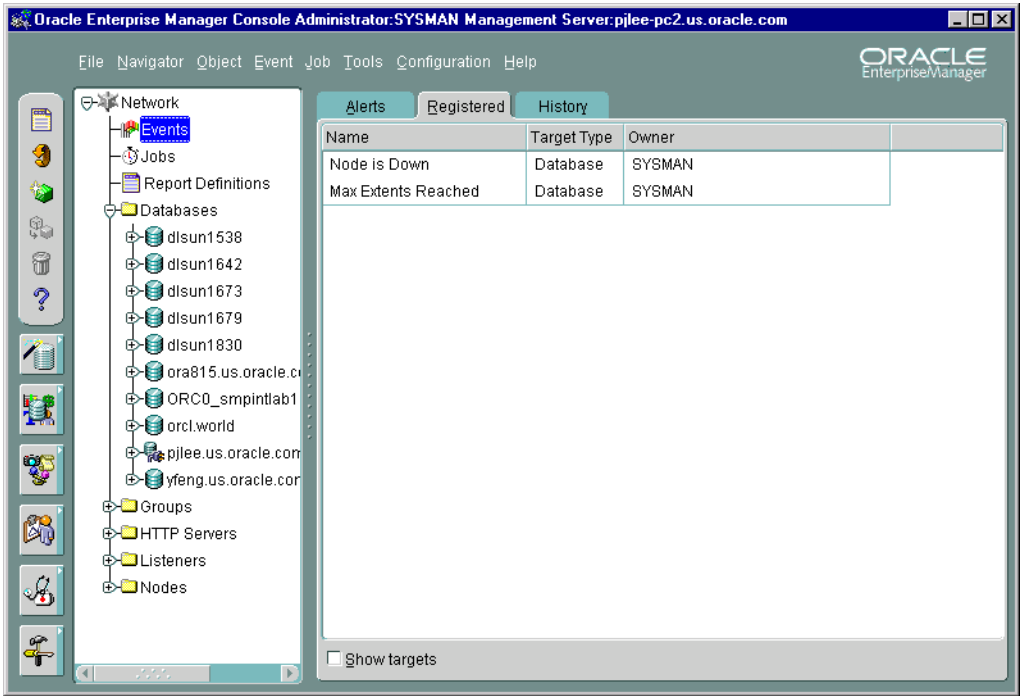 Oracle Enterprise Manager Console Administrator:SYSMAN Management Server:pjlee-pc2.us.oracle.com
File Navigator Object Event Job Tools Configuration Help
ORACLE
EnterpriseManager
Network
Events
Jobs
Report Definitions
Databases
dlsun1538
dlsun1642
dlsun1673
dlsun1679
dlsun1830
ora815.us.oracle.c
ORC0_smpintlab1
orcl.world
pjlee.us.oracle.com
yfeng.us.oracle.cor
Groups
HTTP Servers
Listeners
Nodes
Alerts Registered History
Name Target Type Owner
Node is Down Database SYSMAN
Max Extents Reached Database SYSMAN
Show targets